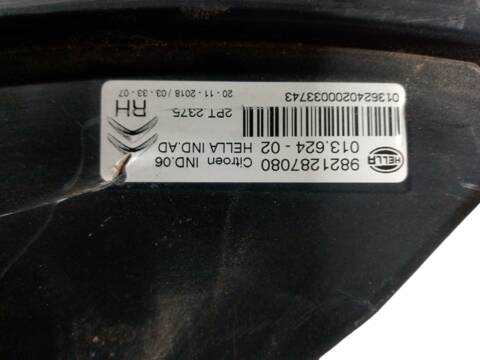 HELLA
9821287080 Citroen IND.06
013.624 - 02 HELLA IND.AD
2PT 2375
RH
20 - 11 - 2018 / 03 - 33 - 07
01362402000033743